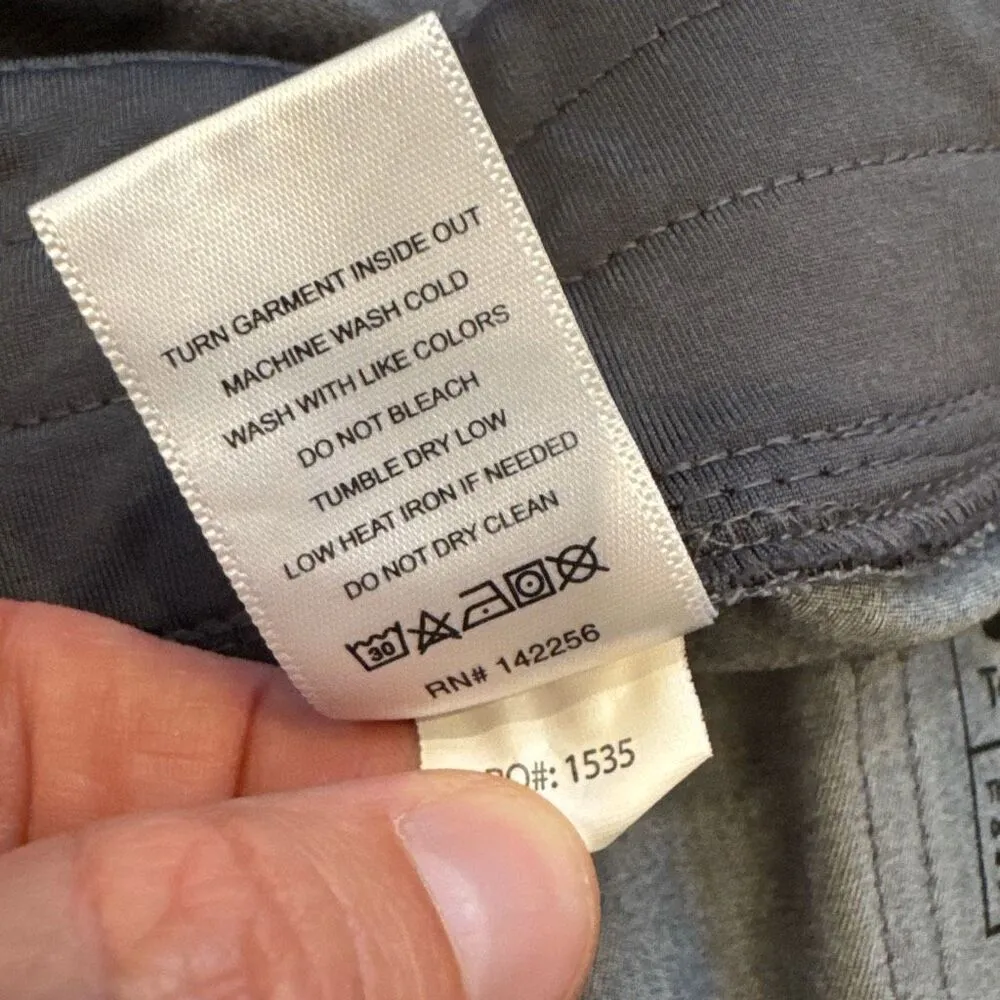 TURN GARMENT INSIDE OUT
MACHINE WASH COLD
WASH WITH LIKE COLORS
DO NOT BLEACH
TUMBLE DRY LOW
LOW HEAT IRON IF NEEDED
DO NOT DRY CLEAN
30
RN# 142256
PO#: 1535